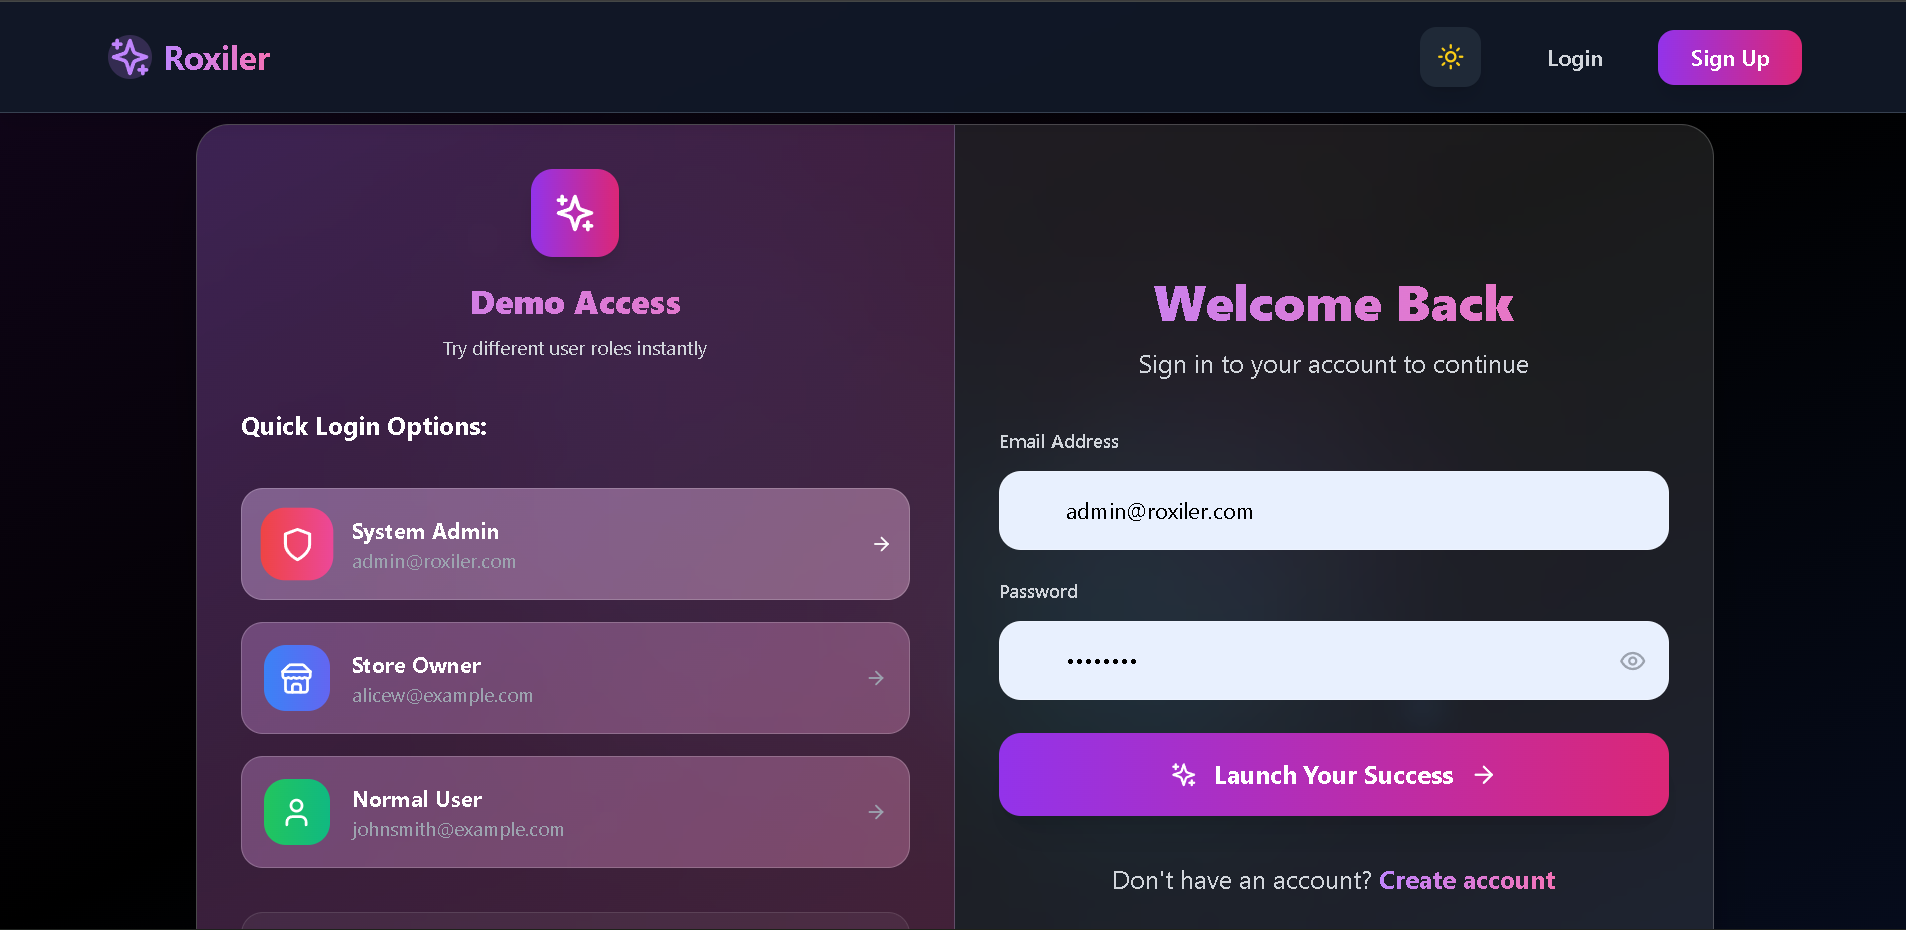 Roxiler
Login
Sign Up
Demo Access
Try different user roles instantly
Quick Login Options:
System Admin
admin@roxiler.com
Store Owner
alicew@example.com
Normal User
johnsmith@example.com
Welcome Back
Sign in to your account to continue
Email Address
admin@roxiler.com
Password
••••••••
Launch Your Success
Don't have an account? Create account